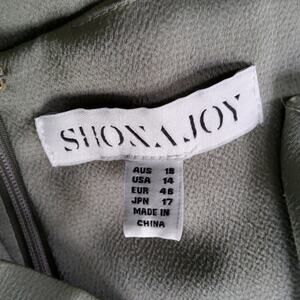 SHONA JOY
AUS 18
USA 14
EUR 46
JPN 17
MADE IN
CHINA